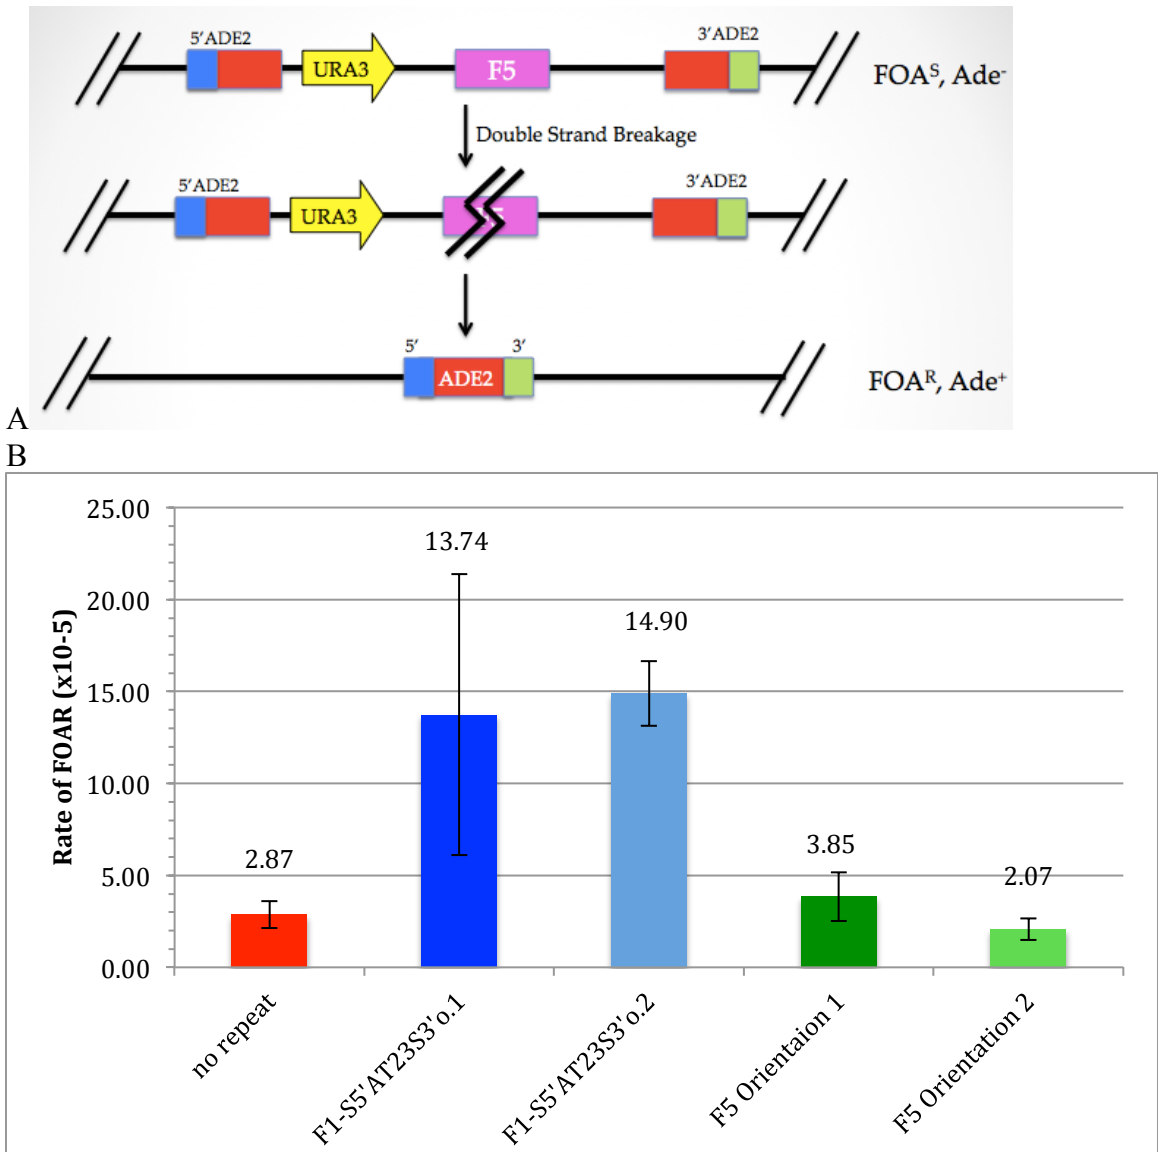 5'ADE2 3'ADE2
URA3 F5 FOAS, Ade-
Double Strand Breakage
5'ADE2 3'ADE2
URA3
5' 3'
ADE2 FOAR, Ade+
A
B
25.00
13.74
20.00
14.90
15.00
10.00
3.85
2.87
2.07
5.00
0.00
Rate of FOAR (x10-5)
no repeat
F1-S5'AT23S3'o.1
F1-S5'AT23S3'o.2
F5 Orientaion 1
F5 Orientation 2